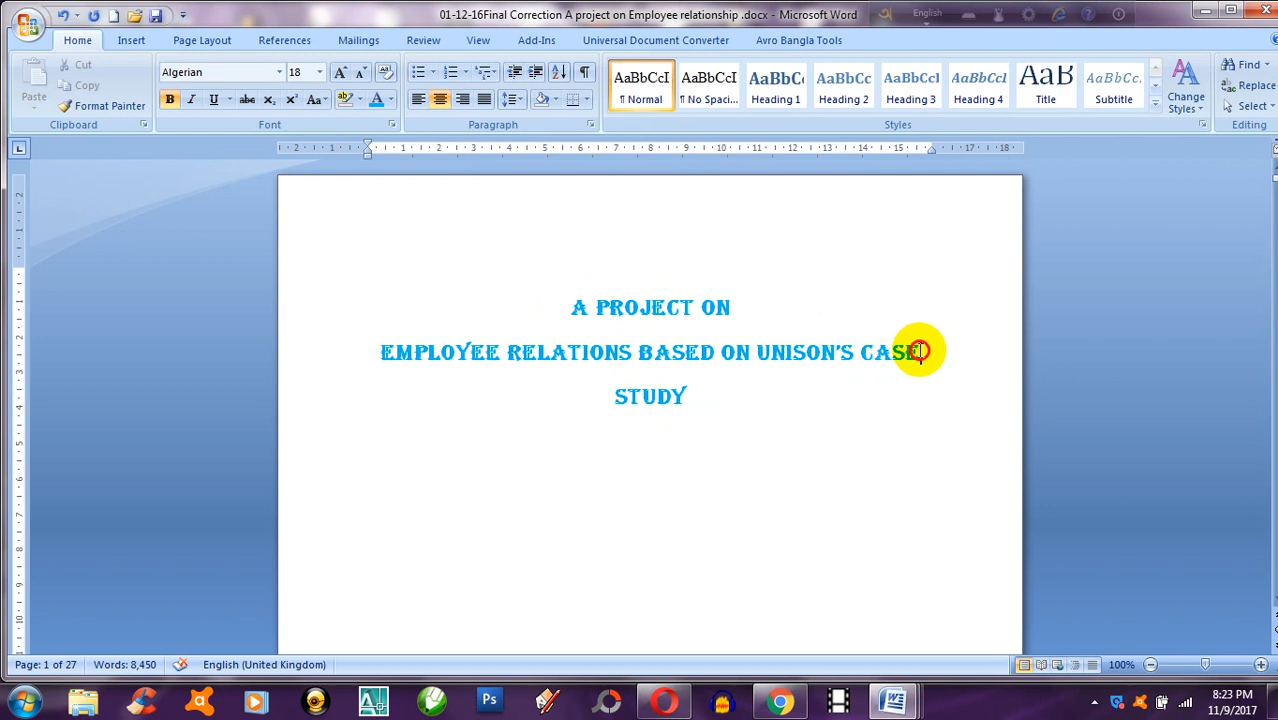 01-12-16Final Correction A project on Employee relationship .docx - Microsoft Word
English
Home Insert Page Layout References Mailings Review View Add-Ins Universal Document Converter Avro Bangla Tools
Paste
Cut
Copy
Format Painter
Clipboard
Algerian 18
Font
Paragraph
AaBbCcI AaBbCcI AaBbC AaBbCc AaBbCcI AaBbCcI AaB AaBbCc.
¶ Normal ¶ No Spaci... Heading 1 Heading 2 Heading 3 Heading 4 Title Subtitle
Change Styles
Styles
Find
Replace
Select
Editing
A PROJECT ON
EMPLOYEE RELATIONS BASED ON UNISON'S CASE
STUDY
Page: 1 of 27 Words: 8,450 English (United Kingdom) 100%
Ps
8:23 PM
11/9/2017